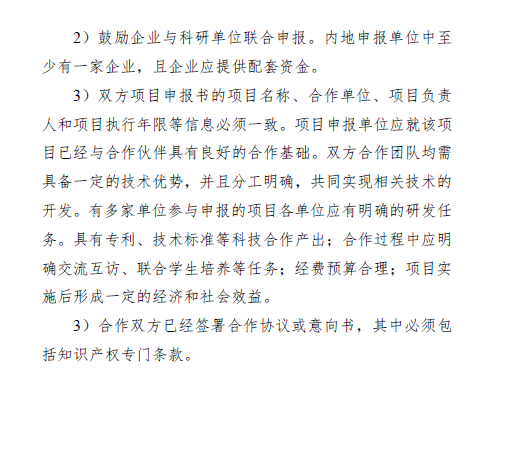 2）鼓励企业与科研单位联合申报。内地申报单位中至
少有一家企业，且企业应提供配套资金。
3）双方项目申报书的项目名称、合作单位、项目负责
人和项目执行年限等信息必须一致。项目申报单位应就该项
目已经与合作伙伴具有良好的合作基础。双方合作团队均需
具备一定的技术优势，并且分工明确，共同实现相关技术的
开发。有多家单位参与申报的项目各单位应有明确的研发任
务。具有专利、技术标准等科技合作产出；合作过程中应明
确交流互访、联合学生培养等任务；经费预算合理；项目实
施后形成一定的经济和社会效益。
3）合作双方已经签署合作协议或意向书，其中必须包
括知识产权专门条款。